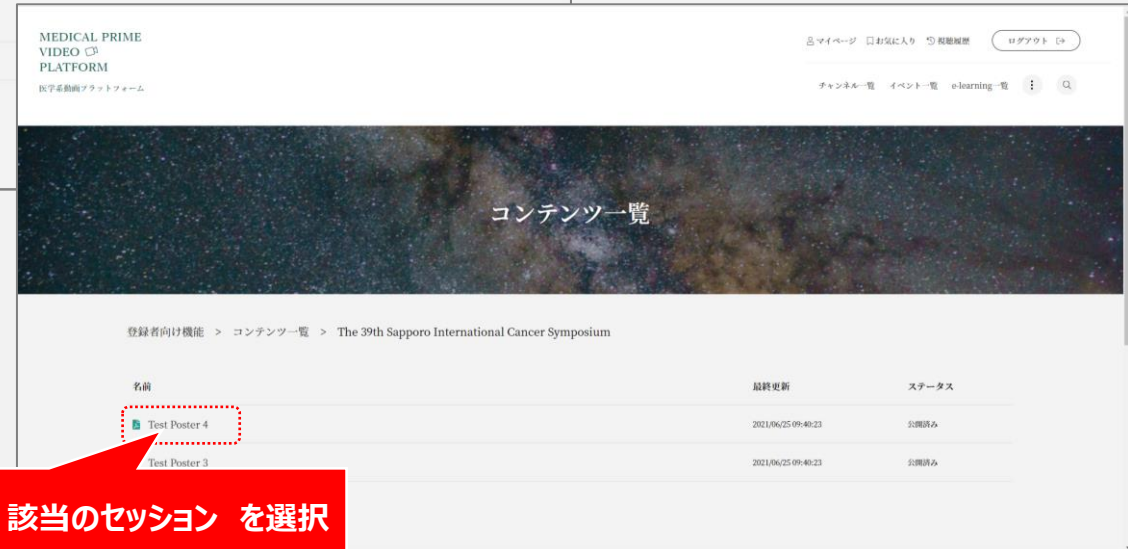 MEDICAL PRIME
VIDEO
PLATFORM
医学系動画プラットフォーム
マイページ お気に入り 視聴履歴 ログアウト
チャンネル一覧 イベント一覧 e-learning一覧
コンテンツ一覧
登録者向け機能 > コンテンツ一覧 > The 39th Sapporo International Cancer Symposium
名前 最終更新 ステータス
Test Poster 4 2021/06/25 09:40:23 公開済み
Test Poster 3 2021/06/25 09:40:23 公開済み
該当のセッション を選択